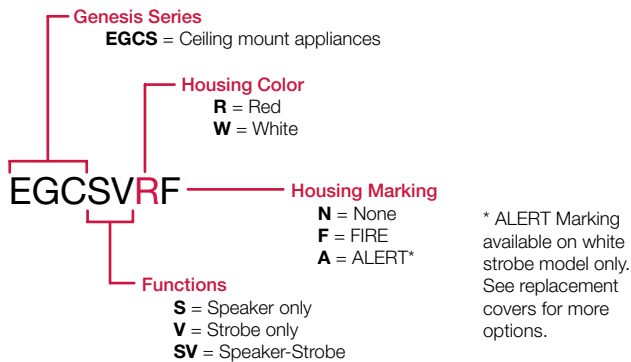 Genesis Series
EGCS = Ceiling mount appliances
Housing Color
R = Red
W = White
EGCSVRF
Housing Marking
N = None
F = FIRE
A = ALERT*
* ALERT Marking
available on white
strobe model only.
See replacement
covers for more
options.
Functions
S = Speaker only
V = Strobe only
SV = Speaker-Strobe